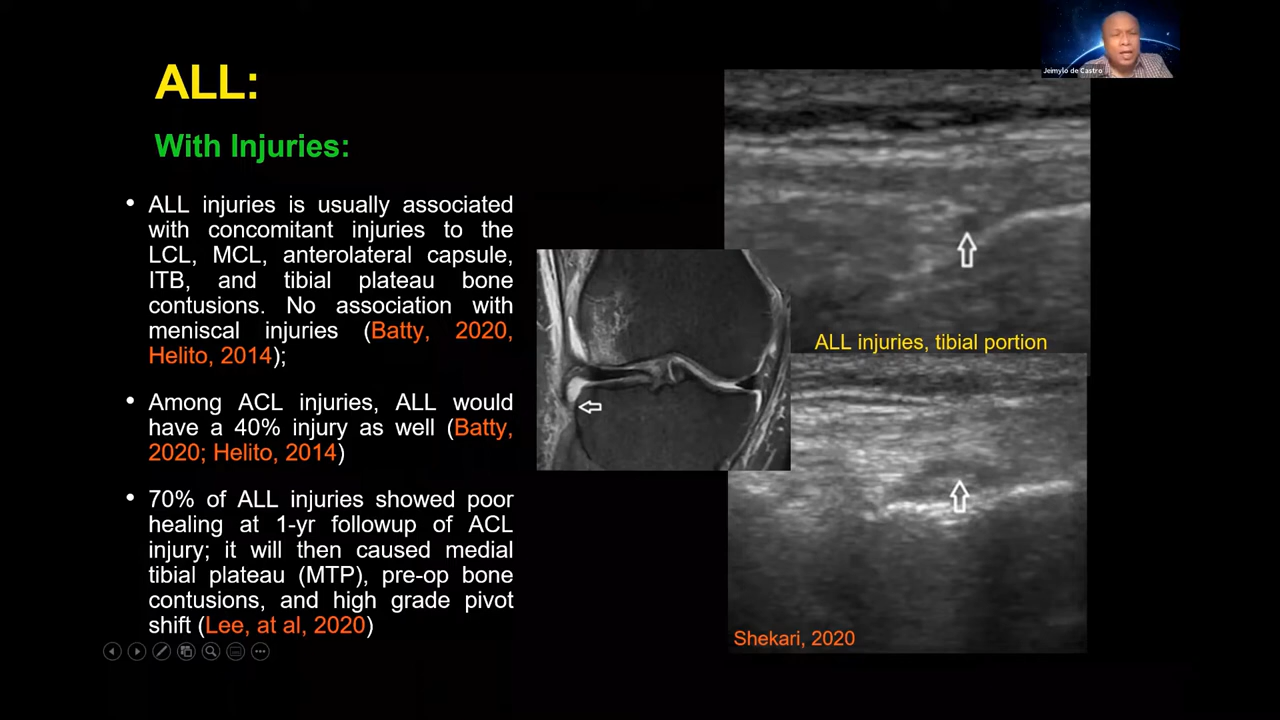 ALL:
With Injuries:
• ALL injuries is usually associated
with concomitant injuries to the
LCL, MCL, anterolateral capsule,
ITB, and tibial plateau bone
contusions. No association with
meniscal injuries (Batty, 2020,
Helito, 2014);
• Among ACL injuries, ALL would
have a 40% injury as well (Batty,
2020; Helito, 2014)
• 70% of ALL injuries showed poor
healing at 1-yr followup of ACL
injury; it will then caused medial
tibial plateau (MTP), pre-op bone
contusions, and high grade pivot
shift (Lee, at al, 2020)
ALL injuries, tibial portion
Shekari, 2020
Jeimylo de Castro